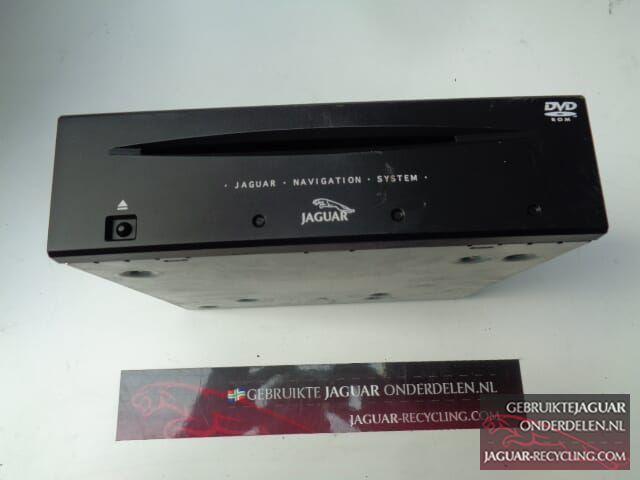 DVD
ROM
· JAGUAR · NAVIGATION · SYSTEM ·
JAGUAR
GEBRUIKTE JAGUAR ONDERDELEN.NL
JAGUAR-RECYCLING.COM
GEBRUIKTEJAGUAR
ONDERDELEN.NL
JAGUAR-RECYCLING.COM